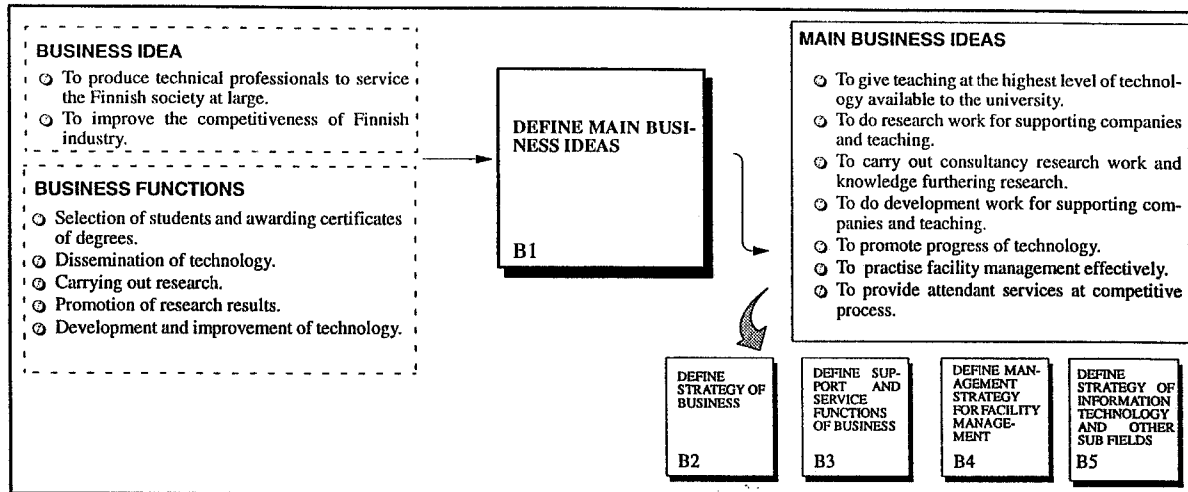 BUSINESS IDEA
To produce technical professionals to service
the Finnish society at large.
To improve the competitiveness of Finnish
industry.
BUSINESS FUNCTIONS
Selection of students and awarding certificates
of degrees.
Dissemination of technology.
Carrying out research.
Promotion of research results.
Development and improvement of technology.
DEFINE MAIN BUSI-
NESS IDEAS
B1
MAIN BUSINESS IDEAS
To give teaching at the highest level of technol-
ogy available to the university.
To do research work for supporting companies
and teaching.
To carry out consultancy research work and
knowledge furthering research.
To do development work for supporting com-
panies and teaching.
To promote progress of technology.
To practise facility management effectively.
To provide attendant services at competitive
process.
DEFINE
STRATEGY OF
BUSINESS
B2
DEFINE SUP-
PORT AND
SERVICE
FUNCTIONS
OF BUSINESS
B3
DEFINE MAN-
AGEMENT
STRATEGY
FOR FACILITY
MANAGE-
MENT
B4
DEFINE
STRATEGY OF
INFORMATION
TECHNOLOGY
AND OTHER
SUB FIELDS
B5